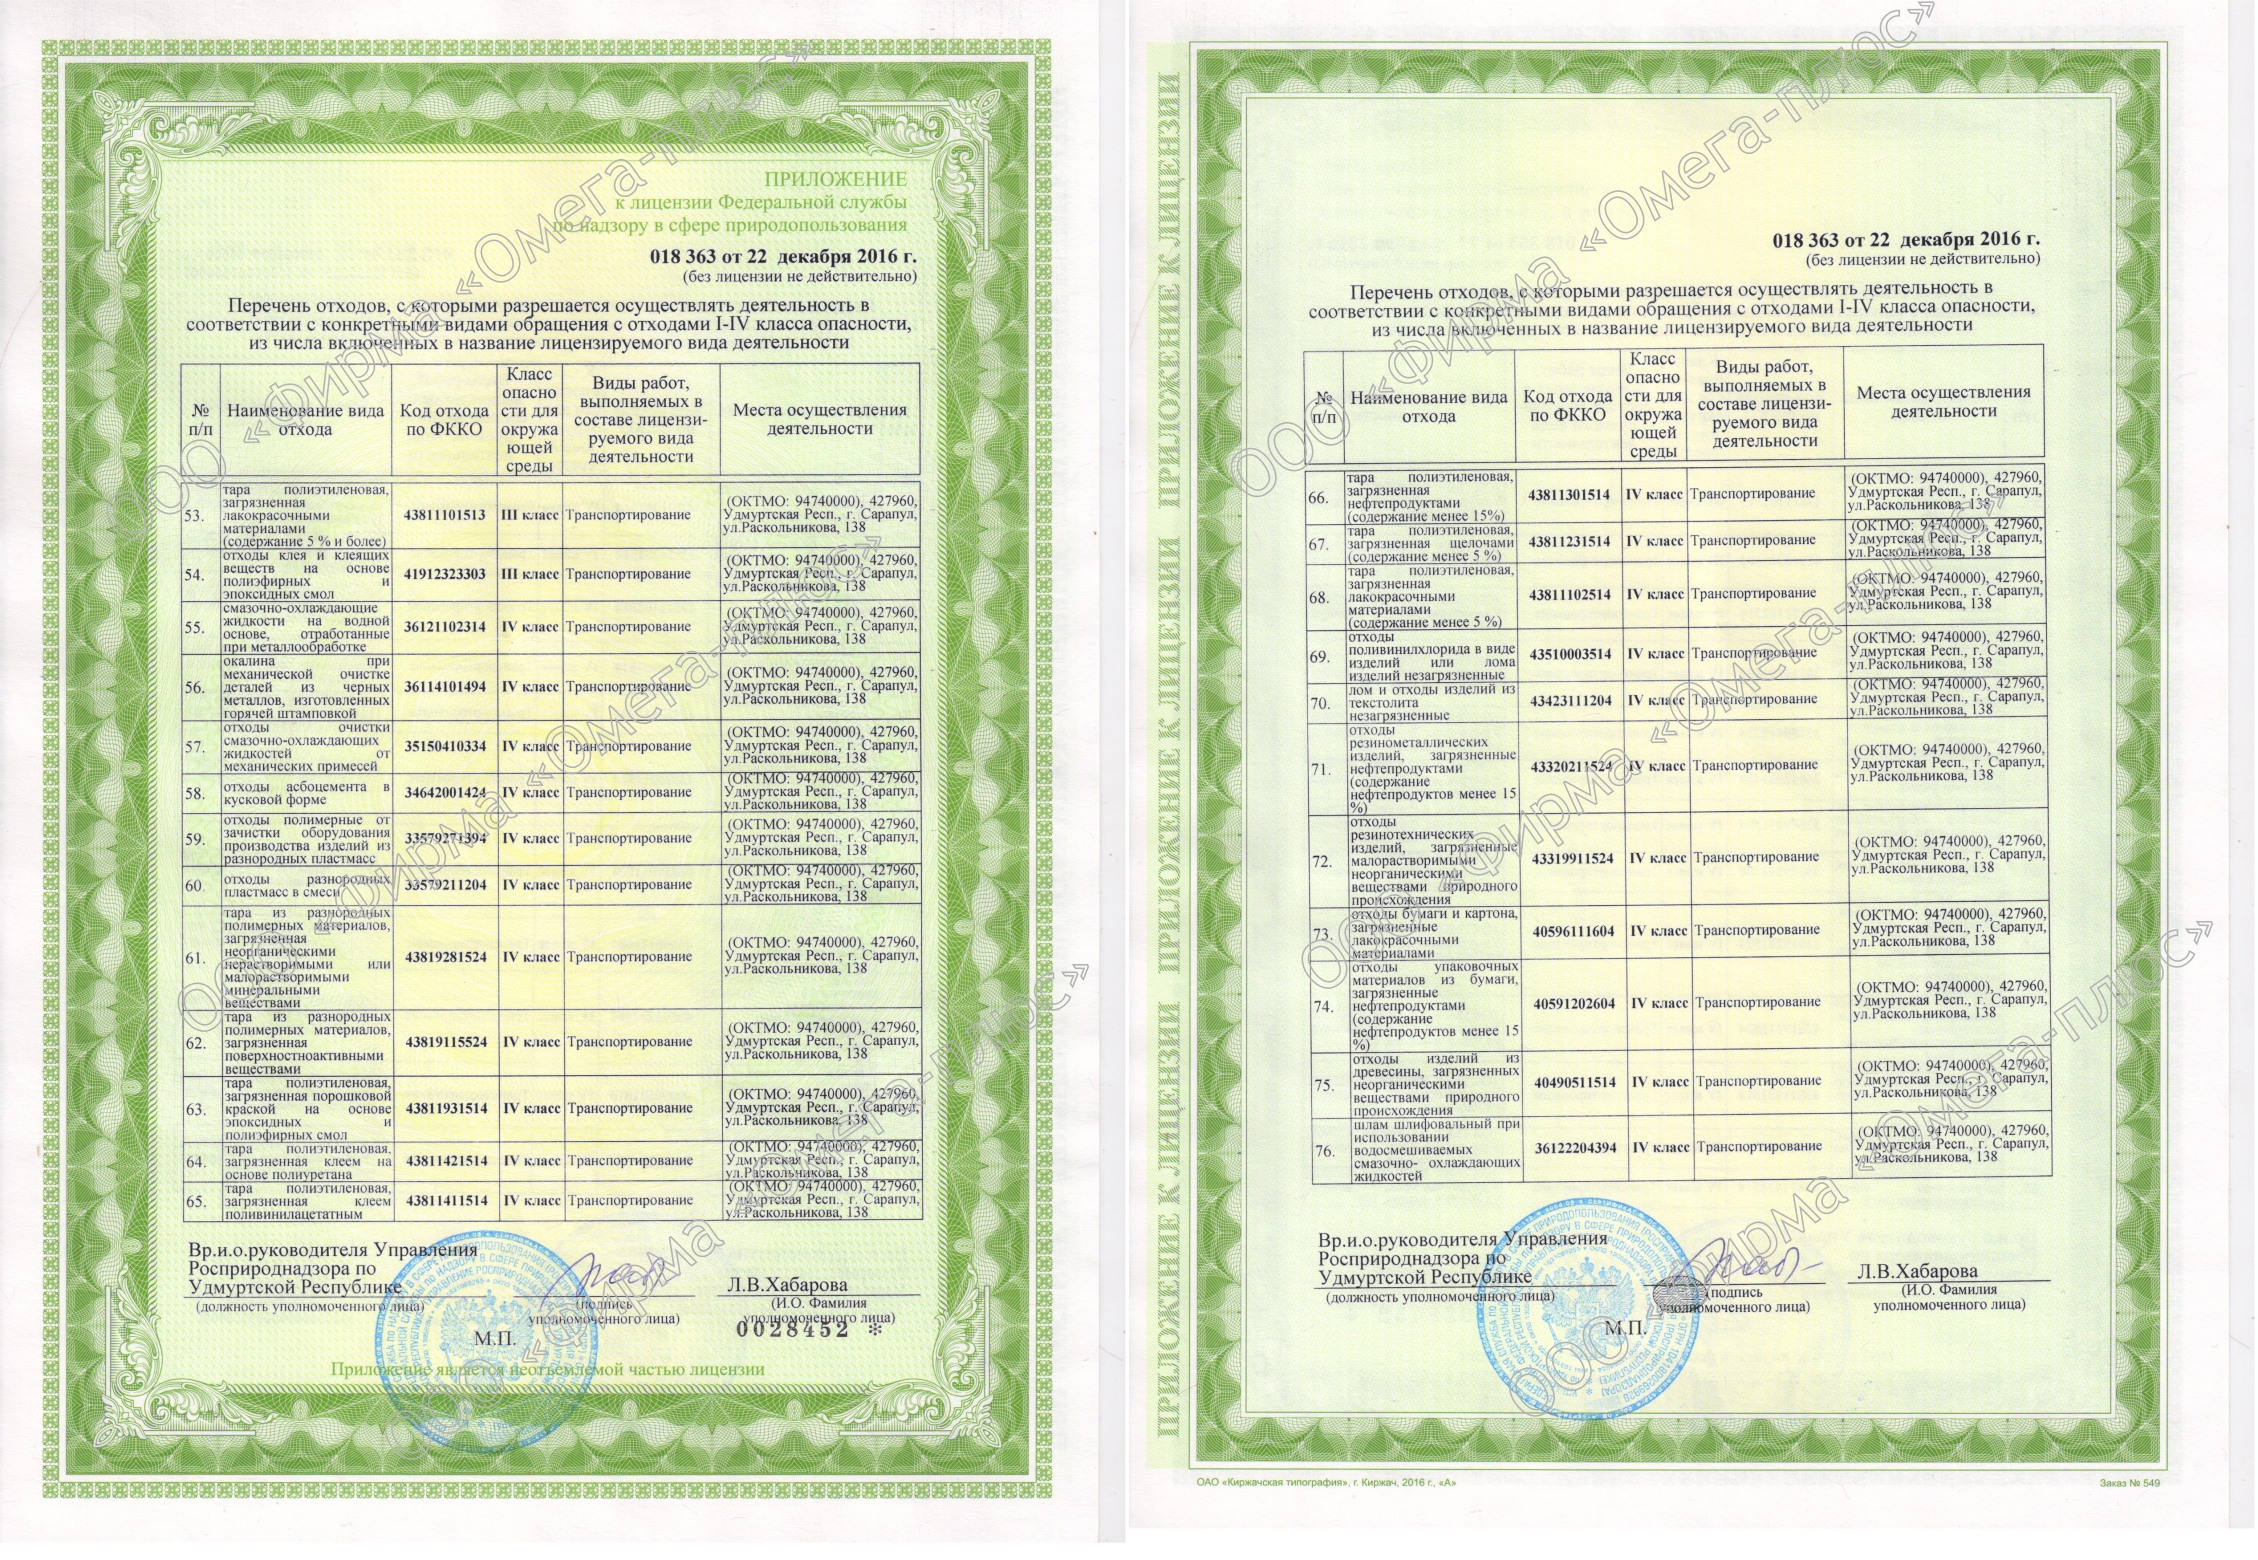 ПРИЛОЖЕНИЕ
к лицензии Федеральной службы
по надзору в сфере природопользования
018 363 от 22 декабря 2016 г.
(без лицензии не действительно)
Перечень отходов, с которыми разрешается осуществлять деятельность в
соответствии с конкретными видами обращения с отходами I-IV класса опасности,
из числа включенных в название лицензируемого вида деятельности
№ п/п Наименование вида отхода Код отхода по ФККО Класс опасно сти для окружа ющей среды Виды работ, выполняемых в составе лицензи- руемого вида деятельности Места осуществления деятельности
53. тара полиэтиленовая, загрязненная лакокрасочными материалами (содержание 5 % и более) 43811101513 III класс Транспортирование (ОКТМО: 94740000), 427960, Удмуртская Респ., г. Сарапул, ул.Раскольникова, 138
54. отходы клея и клеящих веществ на основе полиэфирных и эпоксидных смол 41912323303 III класс Транспортирование (ОКТМО: 94740000), 427960, Удмуртская Респ., г. Сарапул, ул.Раскольникова, 138
55. смазочно-охлаждающие жидкости на водной основе, отработанные при металлообработке 36121102314 IV класс Транспортирование (ОКТМО: 94740000), 427960, Удмуртская Респ., г. Сарапул, ул.Раскольникова, 138
56. окалина при механической очистке деталей из черных металлов, изготовленных горячей штамповкой 36114101494 IV класс Транспортирование (ОКТМО: 94740000), 427960, Удмуртская Респ., г. Сарапул, ул.Раскольникова, 138
57. отходы очистки смазочно-охлаждающих жидкостей от механических примесей 35150410334 IV класс Транспортирование (ОКТМО: 94740000), 427960, Удмуртская Респ., г. Сарапул, ул.Раскольникова, 138
58. отходы асбоцемента в кусковой форме 34642001424 IV класс Транспортирование (ОКТМО: 94740000), 427960, Удмуртская Респ., г. Сарапул, ул.Раскольникова, 138
59. отходы полимерные от зачистки оборудования производства изделий из разнородных пластмасс 33579271394 IV класс Транспортирование (ОКТМО: 94740000), 427960, Удмуртская Респ., г. Сарапул, ул.Раскольникова, 138
60. отходы разнородных пластмасс в смеси 33579211204 IV класс Транспортирование (ОКТМО: 94740000), 427960, Удмуртская Респ., г. Сарапул, ул.Раскольникова, 138
61. тара из разнородных полимерных материалов, загрязненная неорганическими нерастворимыми или малорастворимыми минеральными веществами 43819281524 IV класс Транспортирование (ОКТМО: 94740000), 427960, Удмуртская Респ., г. Сарапул, ул.Раскольникова, 138
62. тара из разнородных полимерных материалов, загрязненная поверхностноактивными веществами 43819115524 IV класс Транспортирование (ОКТМО: 94740000), 427960, Удмуртская Респ., г. Сарапул, ул.Раскольникова, 138
63. тара полиэтиленовая, загрязненная порошковой краской на основе эпоксидных и полиэфирных смол 43811931514 IV класс Транспортирование (ОКТМО: 94740000), 427960, Удмуртская Респ., г. Сарапул, ул.Раскольникова, 138
64. тара полиэтиленовая, загрязненная клеем на основе полиуретана 43811421514 IV класс Транспортирование (ОКТМО: 94740000), 427960, Удмуртская Респ., г. Сарапул, ул.Раскольникова, 138
65. тара полиэтиленовая, загрязненная клеем поливинилацетатным 43811411514 IV класс Транспортирование (ОКТМО: 94740000), 427960, Удмуртская Респ., г. Сарапул, ул.Раскольникова, 138
Вр.и.о.руководителя Управления
Росприроднадзора по
Удмуртской Республике
(должность уполномоченного лица)
(подпись
уполномоченного лица)
Л.В.Хабарова
(И.О. Фамилия
уполномоченного лица)
0028452 *
М.П.
Приложение является неотъемлемой частью лицензии
ООО «Фирма «Омега-плюс»
ООО «Фирма «Омега-плюс»
ООО «Фирма «Омега-плюс»
ПРИЛОЖЕНИЕ К ЛИЦЕНЗИИ ПРИЛОЖЕНИЕ К ЛИЦЕНЗИИ ПРИЛОЖЕНИЕ К ЛИЦЕНЗИИ
018 363 от 22 декабря 2016 г.
(без лицензии не действительно)
Перечень отходов, с которыми разрешается осуществлять деятельность в
соответствии с конкретными видами обращения с отходами I-IV класса опасности,
из числа включенных в название лицензируемого вида деятельности
№ п/п Наименование вида отхода Код отхода по ФККО Класс опасно сти для окружа ющей среды Виды работ, выполняемых в составе лицензи- руемого вида деятельности Места осуществления деятельности
66. тара полиэтиленовая, загрязненная нефтепродуктами (содержание менее 15%) 43811301514 IV класс Транспортирование (ОКТМО: 94740000), 427960, Удмуртская Респ., г. Сарапул, ул.Раскольникова, 138
67. тара полиэтиленовая, загрязненная щелочами (содержание менее 5 %) 43811231514 IV класс Транспортирование (ОКТМО: 94740000), 427960, Удмуртская Респ., г. Сарапул, ул.Раскольникова, 138
68. тара полиэтиленовая, загрязненная лакокрасочными материалами (содержание менее 5 %) 43811102514 IV класс Транспортирование (ОКТМО: 94740000), 427960, Удмуртская Респ., г. Сарапул, ул.Раскольникова, 138
69. отходы поливинилхлорида в виде изделий или лома изделий незагрязненные 43510003514 IV класс Транспортирование (ОКТМО: 94740000), 427960, Удмуртская Респ., г. Сарапул, ул.Раскольникова, 138
70. лом и отходы изделий из текстолита незагрязненные 43423111204 IV класс Транспортирование (ОКТМО: 94740000), 427960, Удмуртская Респ., г. Сарапул, ул.Раскольникова, 138
71. отходы резинометаллических изделий, загрязненные нефтепродуктами (содержание нефтепродуктов менее 15 %) 43320211524 IV класс Транспортирование (ОКТМО: 94740000), 427960, Удмуртская Респ., г. Сарапул, ул.Раскольникова, 138
72. отходы резинотехнических изделий, загрязненные малорастворимыми неорганическими веществами природного происхождения 43319911524 IV класс Транспортирование (ОКТМО: 94740000), 427960, Удмуртская Респ., г. Сарапул, ул.Раскольникова, 138
73. отходы бумаги и картона, загрязненные лакокрасочными материалами 40596111604 IV класс Транспортирование (ОКТМО: 94740000), 427960, Удмуртская Респ., г. Сарапул, ул.Раскольникова, 138
74. отходы упаковочных материалов из бумаги, загрязненные нефтепродуктами (содержание нефтепродуктов менее 15 %) 40591202604 IV класс Транспортирование (ОКТМО: 94740000), 427960, Удмуртская Респ., г. Сарапул, ул.Раскольникова, 138
75. отходы изделий из древесины, загрязненных неорганическими веществами природного происхождения 40490511514 IV класс Транспортирование (ОКТМО: 94740000), 427960, Удмуртская Респ., г. Сарапул, ул.Раскольникова, 138
76. шлам шлифовальный при использовании водосмешиваемых смазочно- охлаждающих жидкостей 36122204394 IV класс Транспортирование (ОКТМО: 94740000), 427960, Удмуртская Респ., г. Сарапул, ул.Раскольникова, 138
Вр.и.о.руководителя Управления
Росприроднадзора по
Удмуртской Республике
(должность уполномоченного лица)
(подпись
уполномоченного лица)
Л.В.Хабарова
(И.О. Фамилия
уполномоченного лица)
М.П.
ООО «Фирма «Омега-плюс»
ООО «Фирма «Омега-плюс»
ООО «Фирма «Омега-плюс»
ОАО «Киржачская типография». г. Киржач, 2016 г., «А»
Заказ № 549